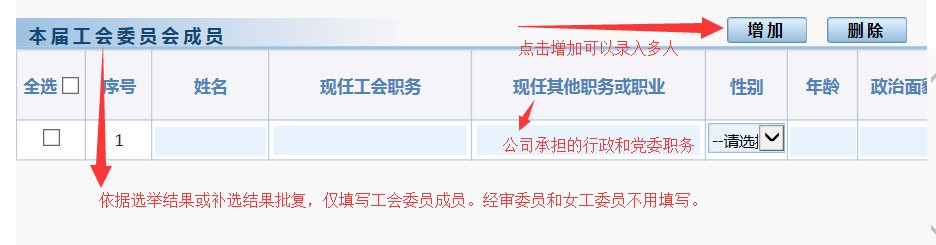 本届工会委员会成员 增加 删除
点击增加可以录入多人
全选 序号 姓名 现任工会职务 现任其他职务或职业 性别 年龄 政治面貌
1 --请选择
公司承担的行政和党委职务
依据选举结果或补选结果批复，仅填写工会委员成员。经审委员和女工委员不用填写。